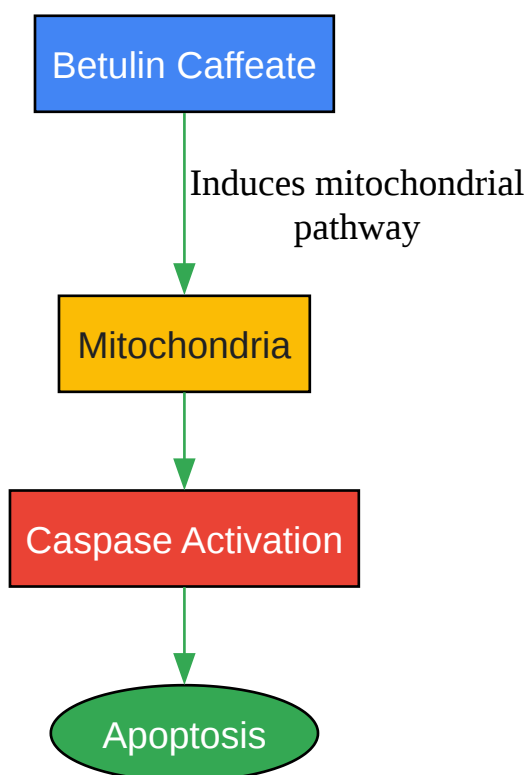 Betulin Caffeate
Induces mitochondrial
pathway
Mitochondria
Caspase Activation
Apoptosis